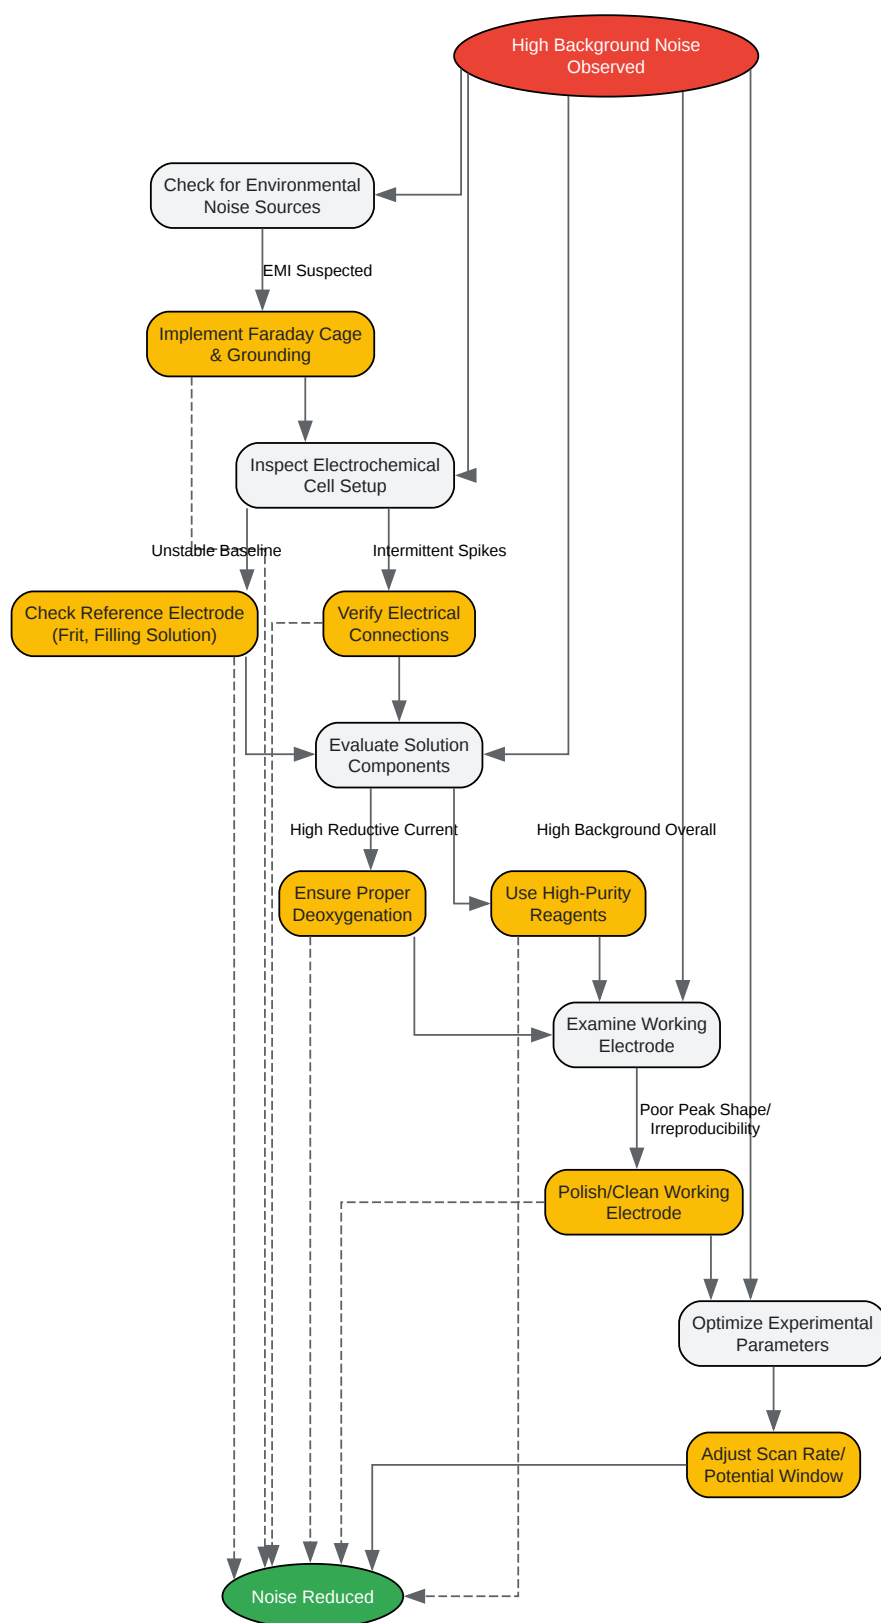 High Background Noise
Observed
Check for Environmental
Noise Sources
EMI Suspected
Implement Faraday Cage
& Grounding
Inspect Electrochemical
Cell Setup
Unstable Baseline
Intermittent Spikes
Check Reference Electrode
(Frit, Filling Solution)
Verify Electrical
Connections
Evaluate Solution
Components
High Reductive Current
High Background Overall
Ensure Proper
Deoxygenation
Use High-Purity
Reagents
Examine Working
Electrode
Poor Peak Shape/
Irreproducibility
Polish/Clean Working
Electrode
Optimize Experimental
Parameters
Adjust Scan Rate/
Potential Window
Noise Reduced